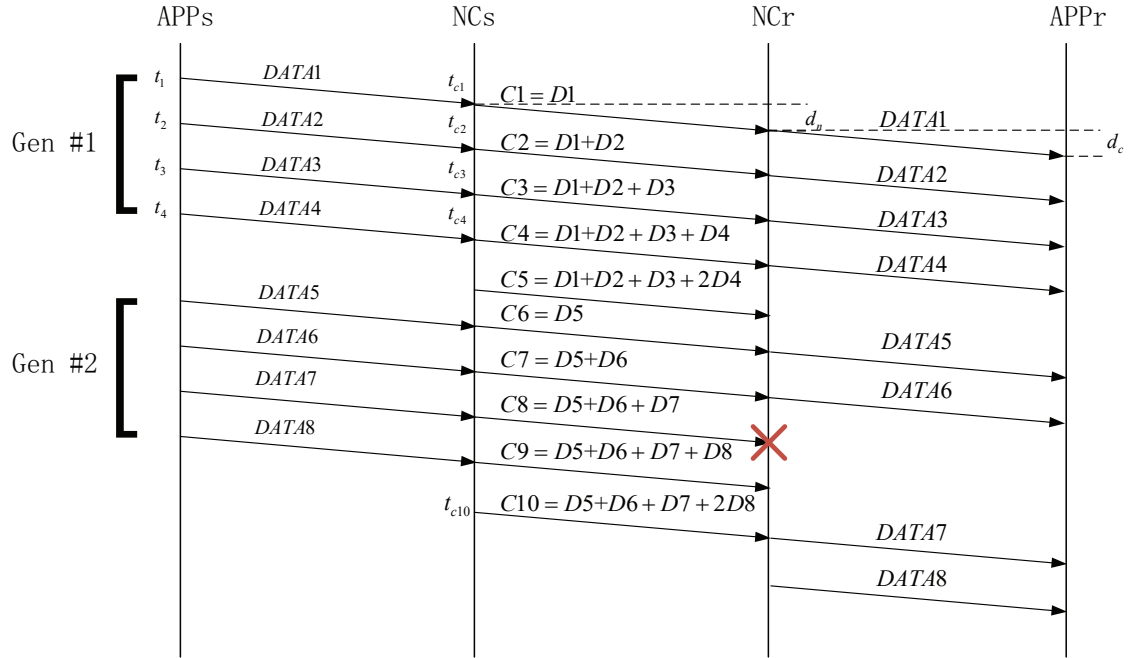 APPs NCs NCr APPr
t1 DATA1 tc1 C1 = D1
dn DATA1
t2 DATA2 tc2 C2 = D1+D2
dc
Gen #1
t3 DATA3 tc3 C3 = D1+D2 + D3 DATA2
t4 DATA4 tc4 C4 = D1+D2 + D3 + D4 DATA3
C5 = D1+D2 + D3 + 2D4 DATA4
DATA5 C6 = D5
DATA6 C7 = D5+D6 DATA5
Gen #2
DATA7 C8 = D5+D6 + D7 DATA6
DATA8 C9 = D5+D6 + D7 + D8
tc10 C10 = D5+D6 + D7 + 2D8
DATA7
DATA8